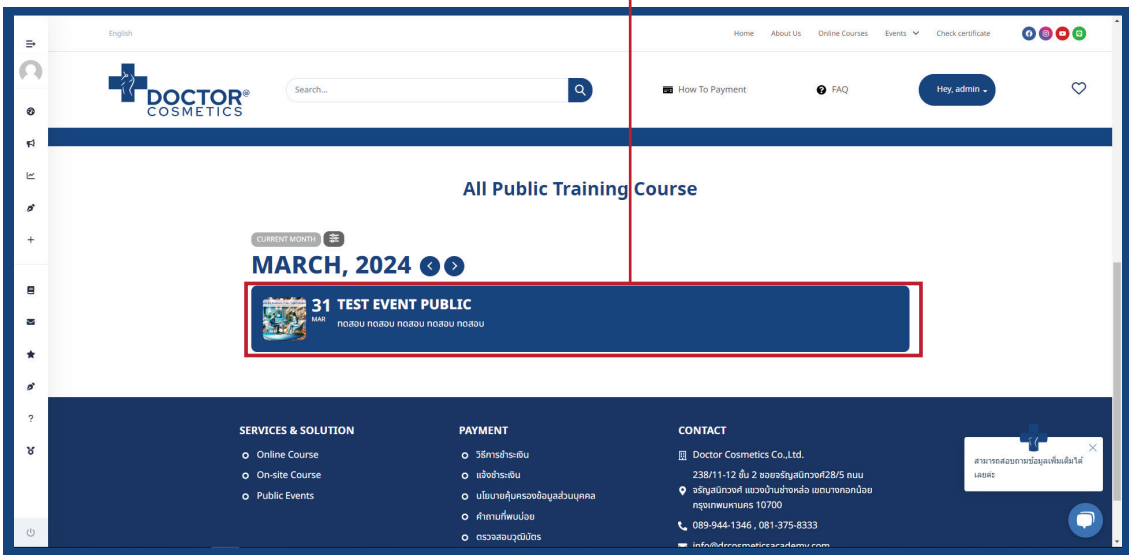 English
Home About Us Online Courses Events Check certificate
DOCTOR®
COSMETICS
Search...
How To Payment
FAQ
Hey, admin
All Public Training Course
CURRENT MONTH
MARCH, 2024
31 TEST EVENT PUBLIC
MAR ทดสอบ ทดสอบ ทดสอบ ทดสอบ ทดสอบ
SERVICES & SOLUTION
Online Course
On-site Course
Public Events
PAYMENT
วิธีการชำระเงิน
แจ้งชำระเงิน
นโยบายคุ้มครองข้อมูลส่วนบุคคล
คำถามที่พบบ่อย
ตรวจสอบวุฒิบัตร
CONTACT
Doctor Cosmetics Co.,Ltd.
238/11-12 ชั้น 2 ซอยจรัญสนิทวงศ์28/5 ถนน
จรัญสนิทวงศ์ แขวงบ้านช่างหล่อ เขตบางกอกน้อย
กรุงเทพมหานคร 10700
089-944-1346 , 081-375-8333
info@drcosmeticsacademy.com
สามารถสอบถามข้อมูลเพิ่มเติมได้
เลยค่ะ